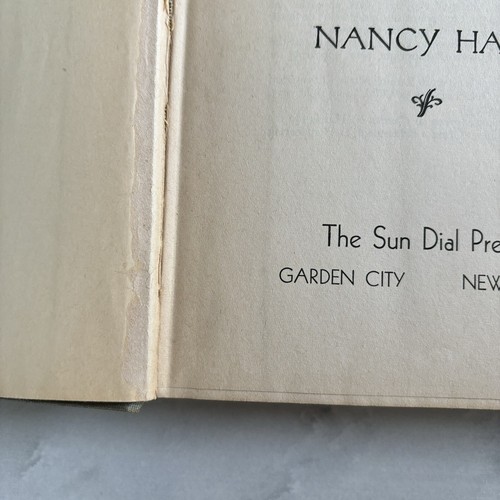 NANCY HA
The Sun Dial Pre
GARDEN CITY NEW